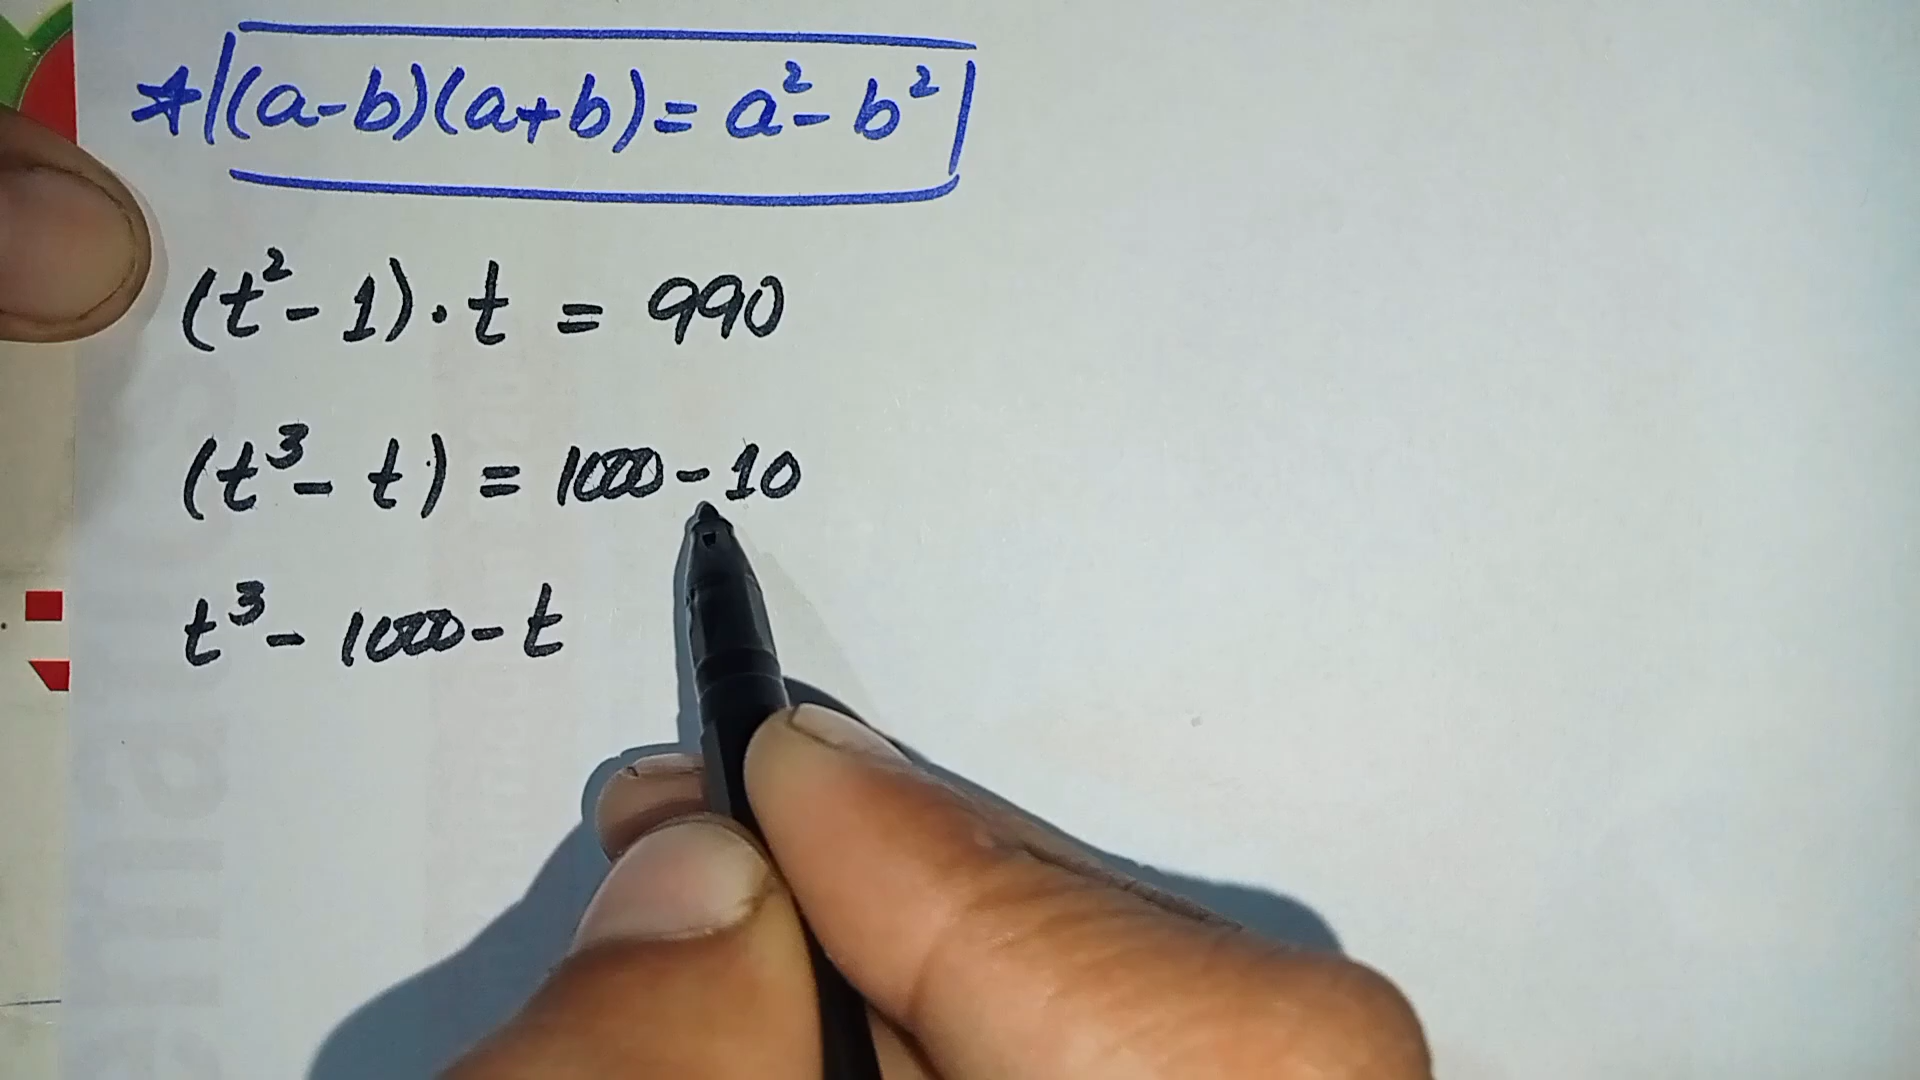 *|(a-b)(a+b)= a²- b²|
(t²- 1)·t = 990
(t³- t) = 1000-10
t³- 1000- t